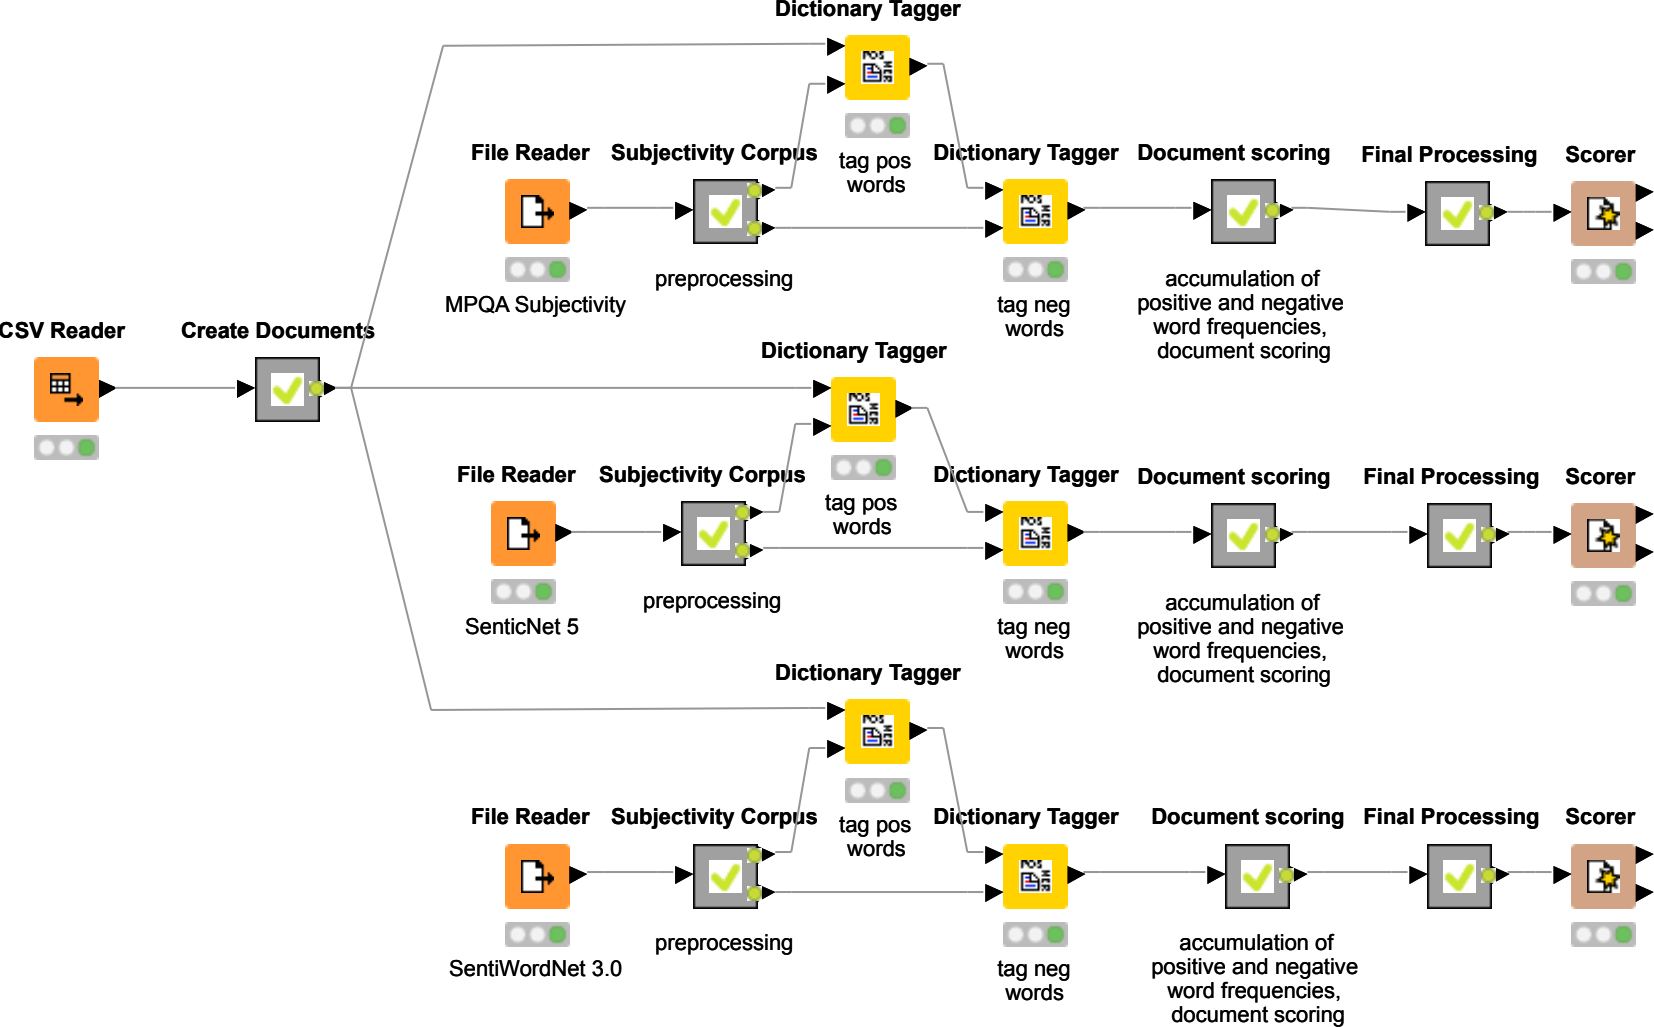 Dictionary Tagger
tag pos
words
File Reader
MPQA Subjectivity
Subjectivity Corpus
preprocessing
Dictionary Tagger
tag neg
words
Document scoring
accumulation of
positive and negative
word frequencies,
document scoring
Final Processing
Scorer
CSV Reader
Create Documents
Dictionary Tagger
tag pos
words
File Reader
SenticNet 5
Subjectivity Corpus
preprocessing
Dictionary Tagger
tag neg
words
Document scoring
accumulation of
positive and negative
word frequencies,
document scoring
Final Processing
Scorer
Dictionary Tagger
tag pos
words
File Reader
SentiWordNet 3.0
Subjectivity Corpus
preprocessing
Dictionary Tagger
tag neg
words
Document scoring
accumulation of
positive and negative
word frequencies,
document scoring
Final Processing
Scorer